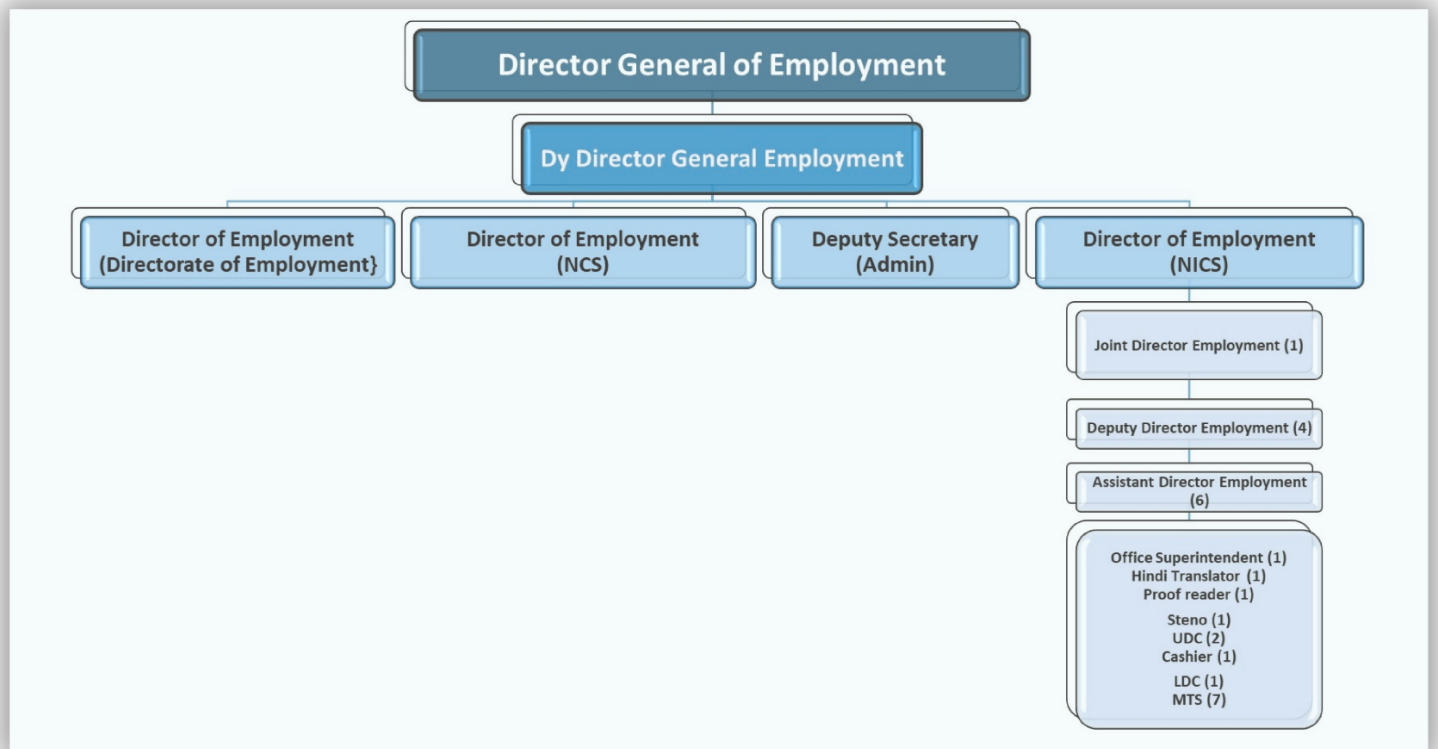 Director General of Employment
Dy Director General Employment
Director of Employment
(Directorate of Employment}
Director of Employment
(NCS)
Deputy Secretary
(Admin)
Director of Employment
(NICS)
Joint Director Employment (1)
Deputy Director Employment (4)
Assistant Director Employment
(6)
Office Superintendent (1)
Hindi Translator (1)
Proof reader (1)
Steno (1)
UDC (2)
Cashier (1)
LDC (1)
MTS (7)